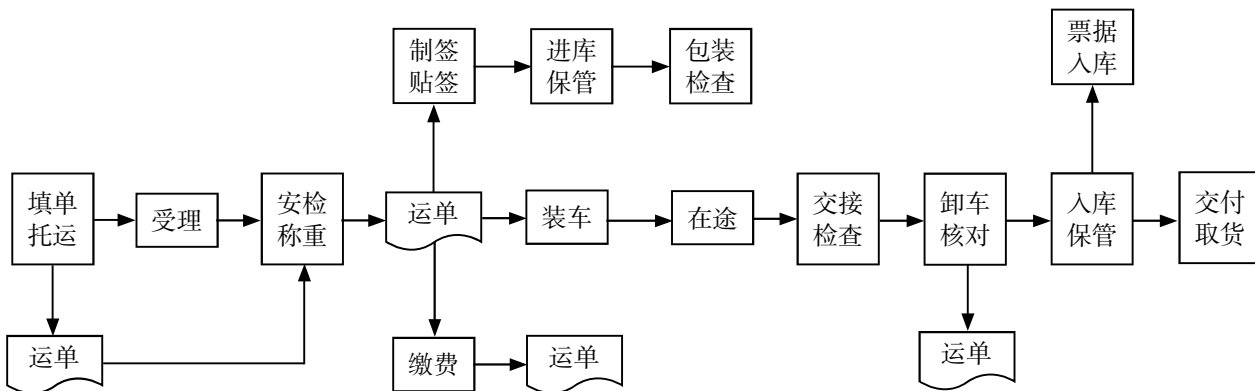 制签
贴签
进库
保管
包装
检查
票据
入库
填单
托运
受理
安检
称重
运单
装车
在途
交接
检查
卸车
核对
入库
保管
交付
取货
运单
缴费
运单
运单